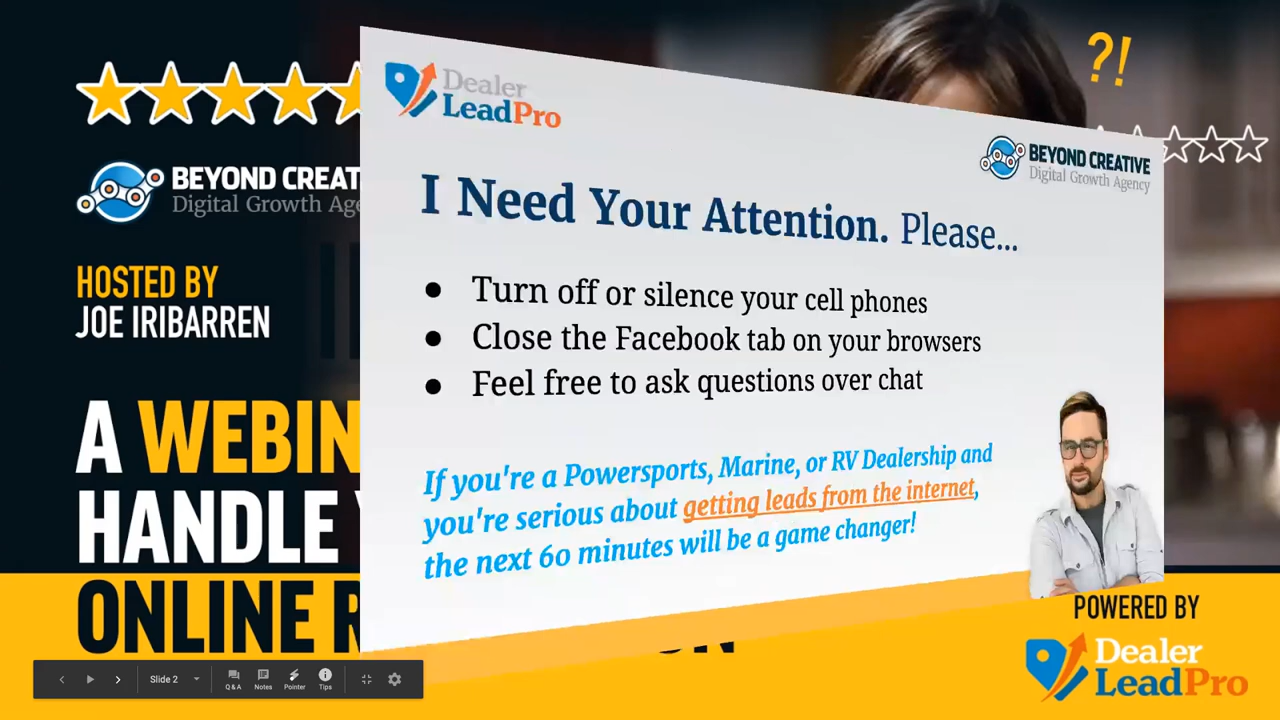 ?!
BEYOND CREAT
Digital Growth Age
HOSTED BY
JOE IRIBARREN
A WEBIN
HANDLE
ONLINE R
Dealer
LeadPro
BEYOND CREATIVE
Digital Growth Agency
I Need Your Attention. Please...
● Turn off or silence your cell phones
● Close the Facebook tab on your browsers
● Feel free to ask questions over chat
If you're a Powersports, Marine, or RV Dealership and
you're serious about getting leads from the internet,
the next 60 minutes will be a game changer!
POWERED BY
Dealer
LeadPro
Slide 2
Q&A
Notes
Pointer
Tips